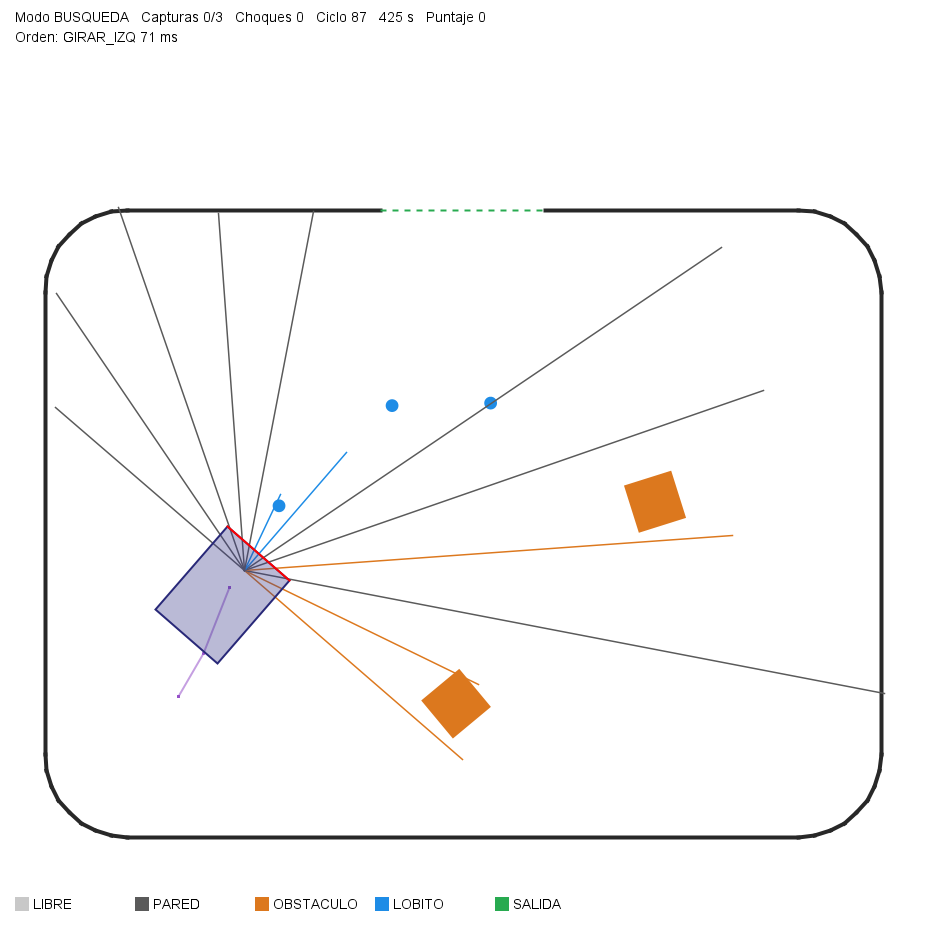 Modo BUSQUEDA   Capturas 0/3   Choques 0   Ciclo 87   425 s   Puntaje 0
Orden: GIRAR_IZQ 71 ms
LIBRE   PARED   OBSTACULO   LOBITO   SALIDA